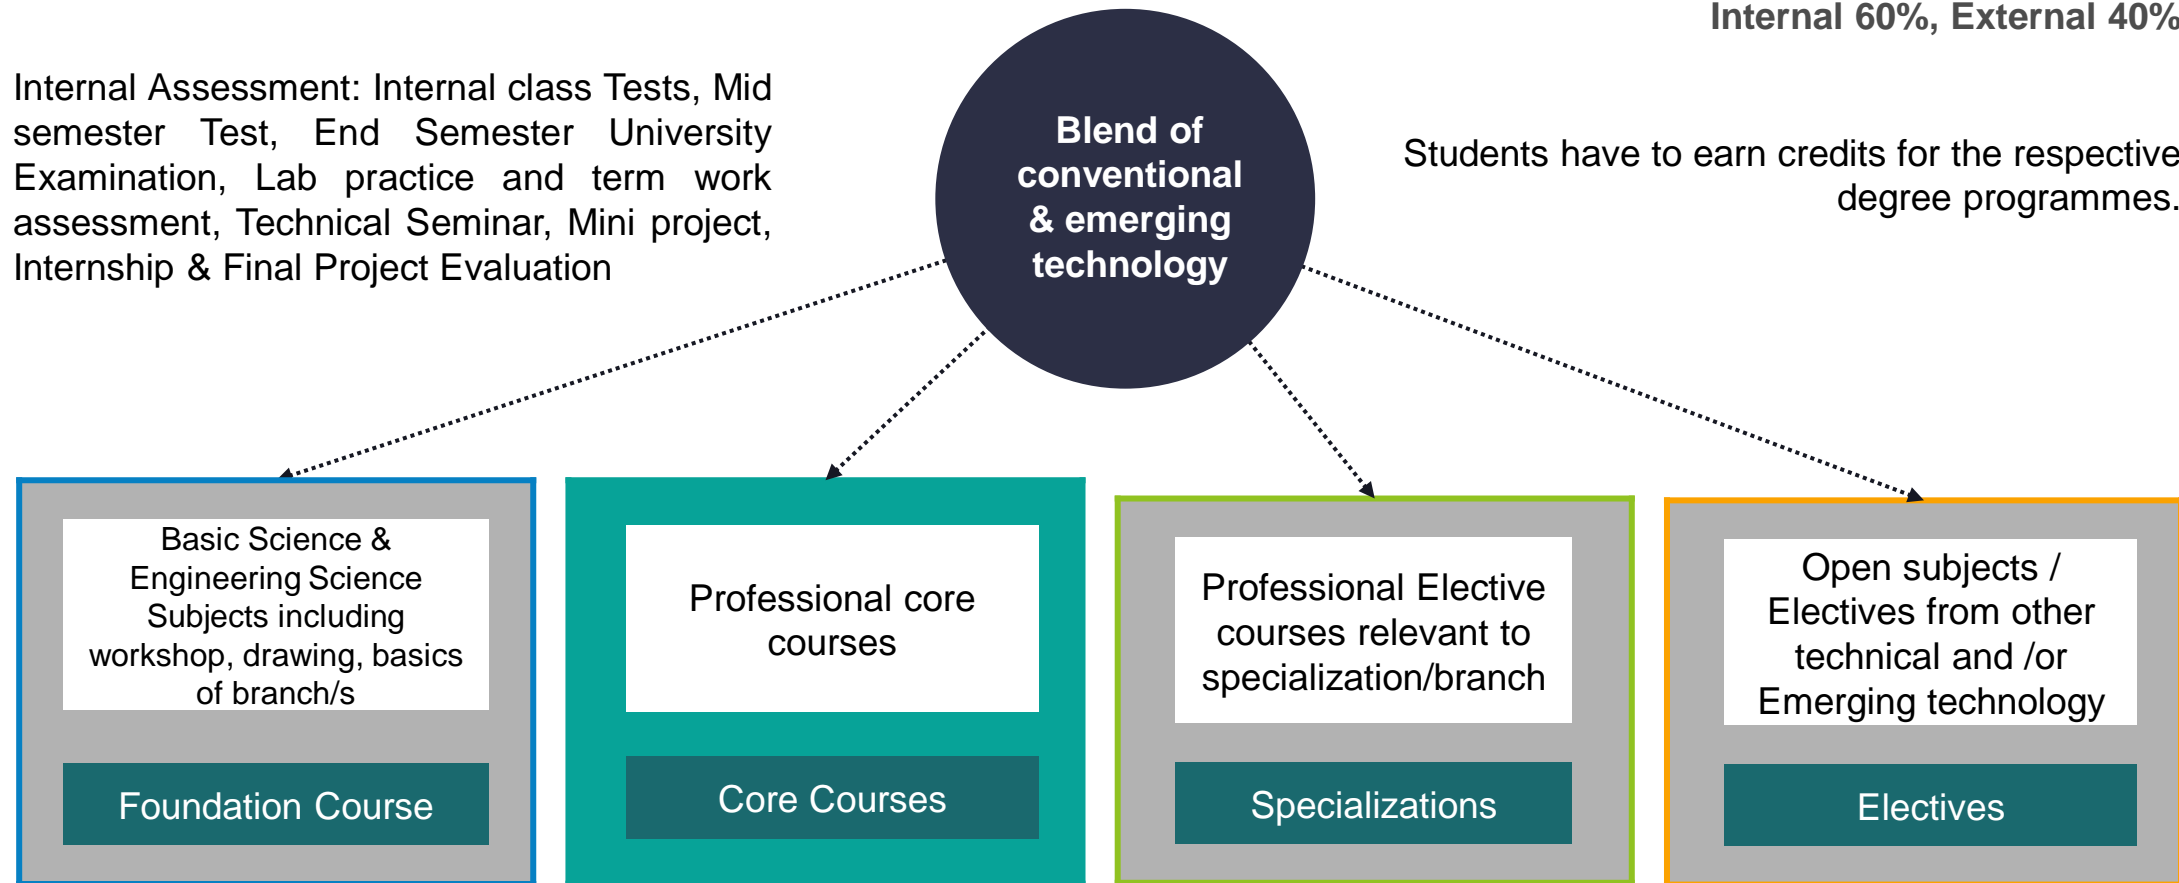 Internal 60%, External 40%
Internal Assessment: Internal class Tests, Mid
semester Test, End Semester University
Examination, Lab practice and term work
assessment, Technical Seminar, Mini project,
Internship & Final Project Evaluation
Blend of
conventional
& emerging
technology
Students have to earn credits for the respective
degree programmes.
Basic Science &
Engineering Science
Subjects including
workshop, drawing, basics
of branch/s
Foundation Course
Professional core
courses
Core Courses
Professional Elective
courses relevant to
specialization/branch
Specializations
Open subjects /
Electives from other
technical and /or
Emerging technology
Electives